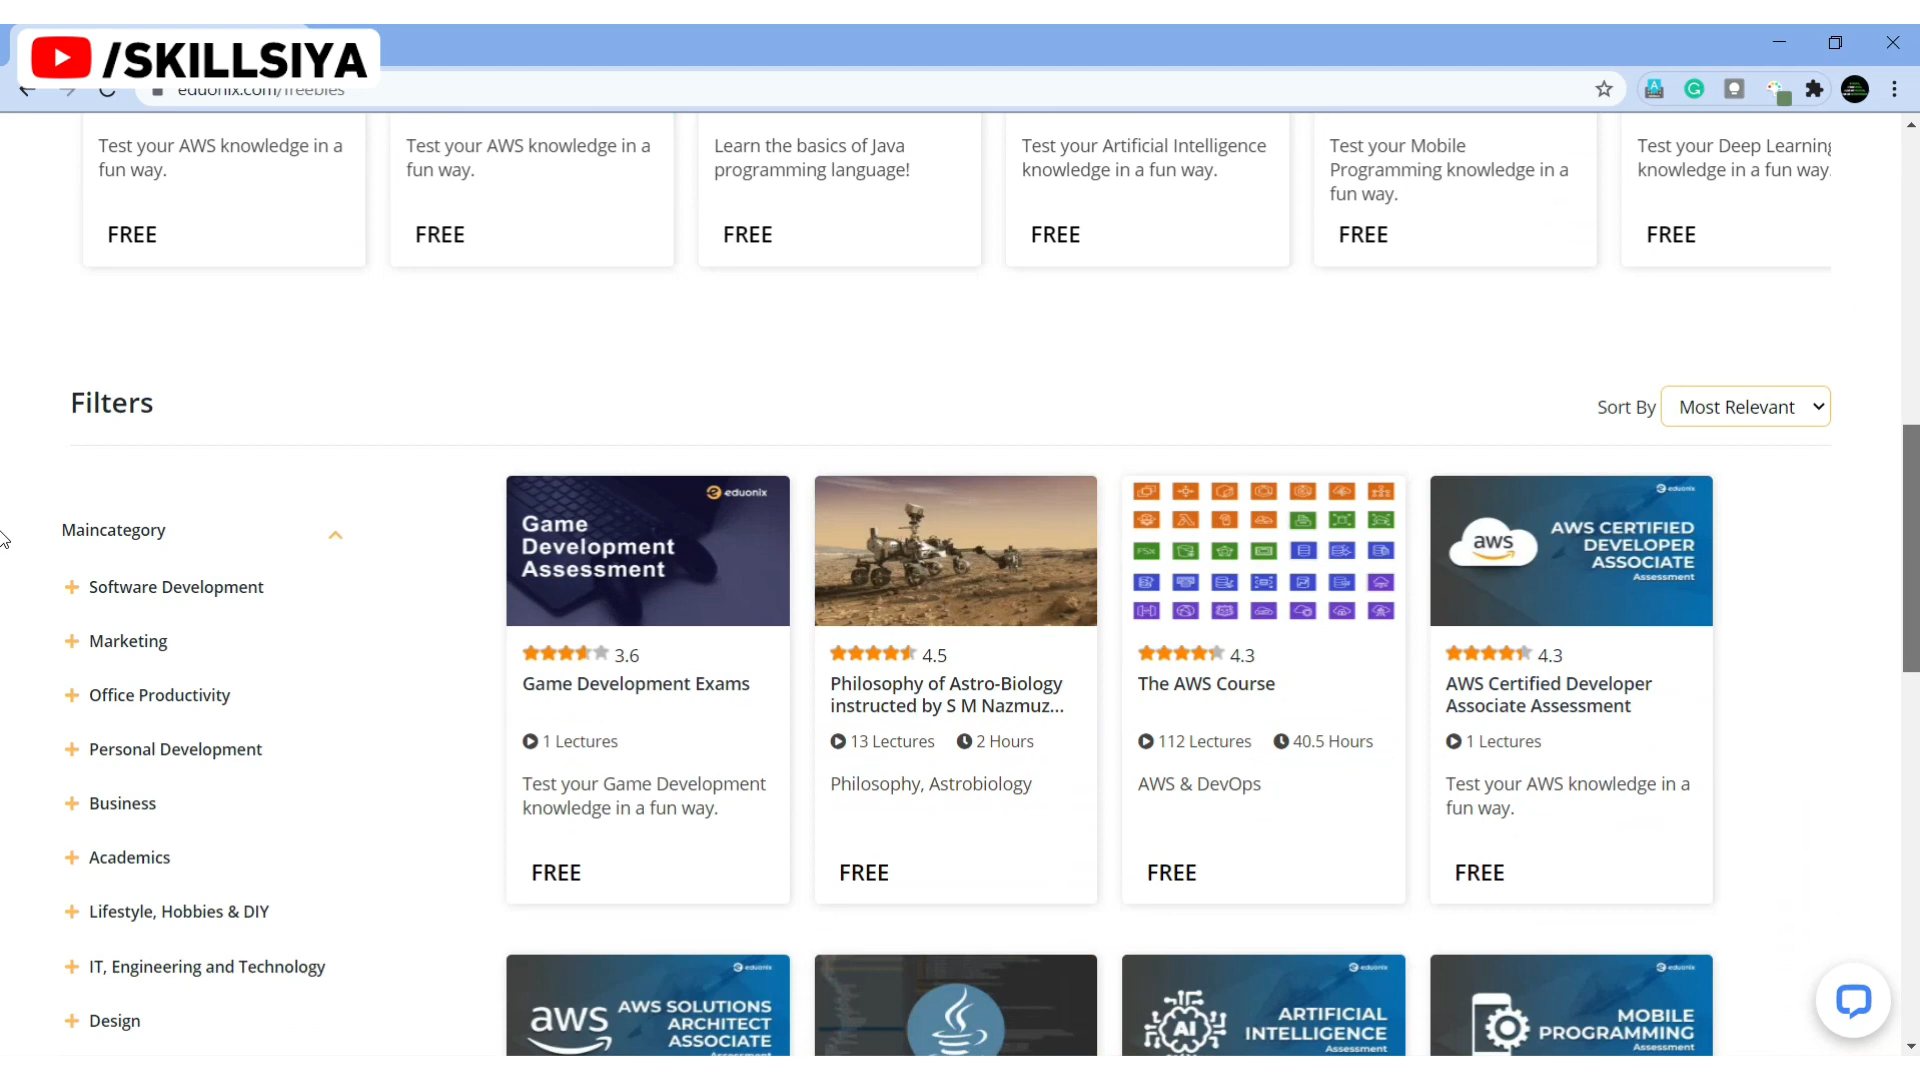 /SKILLSIYA
eduonix.com/freebies
Test your AWS knowledge in a
fun way.
FREE
Test your AWS knowledge in a
fun way.
FREE
Learn the basics of Java
programming language!
FREE
Test your Artificial Intelligence
knowledge in a fun way.
FREE
Test your Mobile
Programming knowledge in a
fun way.
FREE
Test your Deep Learning
knowledge in a fun way.
FREE
Filters
Sort By Most Relevant
Maincategory
Software Development
Marketing
Office Productivity
Personal Development
Business
Academics
Lifestyle, Hobbies & DIY
IT, Engineering and Technology
Design
eduonix
Game
Development
Assessment
3.6
Game Development Exams
1 Lectures
Test your Game Development
knowledge in a fun way.
FREE
4.5
Philosophy of Astro-Biology
instructed by S M Nazmuz...
13 Lectures 2 Hours
Philosophy, Astrobiology
FREE
FSx
4.3
The AWS Course
112 Lectures 40.5 Hours
AWS & DevOps
FREE
eduonix
aws
AWS CERTIFIED
DEVELOPER
ASSOCIATE
Assessment
4.3
AWS Certified Developer
Associate Assessment
1 Lectures
Test your AWS knowledge in a
fun way.
FREE
eduonix
aws
AWS SOLUTIONS
ARCHITECT
ASSOCIATE
Assessment
eduonix
AI
ARTIFICIAL
INTELLIGENCE
Assessment
eduonix
MOBILE
PROGRAMMING
Assessment